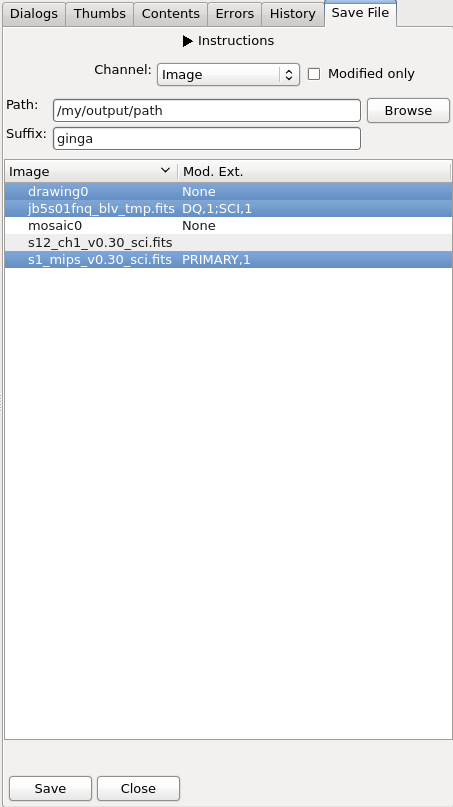 Dialogs Thumbs Contents Errors History Save File
Instructions
Channel: Image Modified only
Path: /my/output/path Browse
Suffix: ginga
Image Mod. Ext.
drawing0 None
jb5s01fnq_blv_tmp.fits DQ,1;SCI,1
mosaic0 None
s12_ch1_v0.30_sci.fits
s1_mips_v0.30_sci.fits PRIMARY,1
Save Close